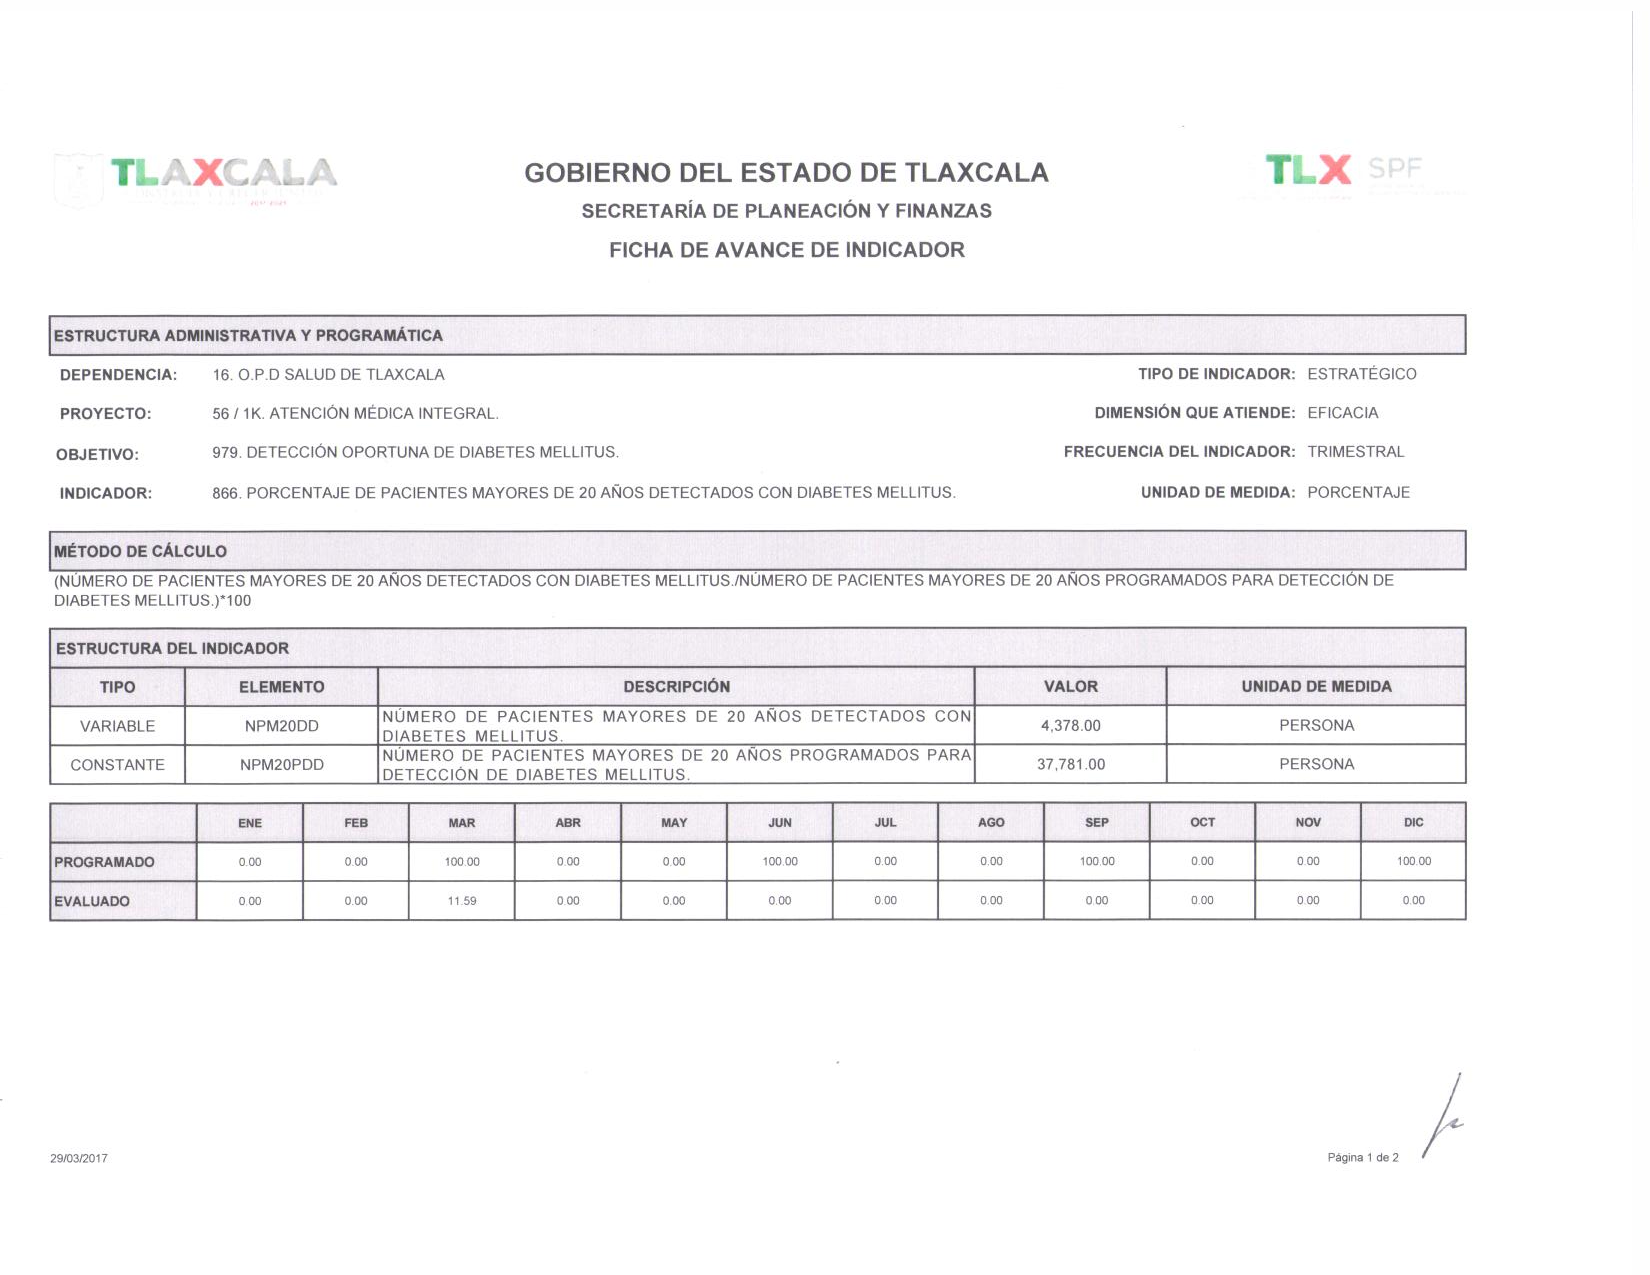 TLAXCALA
GOBIERNO DEL ESTADO DE TLAXCALA
TLX SPF
SECRETARÍA DE PLANEACIÓN Y FINANZAS
FICHA DE AVANCE DE INDICADOR
ESTRUCTURA ADMINISTRATIVA Y PROGRAMÁTICA
DEPENDENCIA: 16. O.P.D SALUD DE TLAXCALA TIPO DE INDICADOR: ESTRATÉGICO
PROYECTO: 56 / 1K. ATENCIÓN MÉDICA INTEGRAL. DIMENSIÓN QUE ATIENDE: EFICACIA
OBJETIVO: 979. DETECCIÓN OPORTUNA DE DIABETES MELLITUS. FRECUENCIA DEL INDICADOR: TRIMESTRAL
INDICADOR: 866. PORCENTAJE DE PACIENTES MAYORES DE 20 AÑOS DETECTADOS CON DIABETES MELLITUS. UNIDAD DE MEDIDA: PORCENTAJE
MÉTODO DE CÁLCULO
(NÚMERO DE PACIENTES MAYORES DE 20 AÑOS DETECTADOS CON DIABETES MELLITUS./NÚMERO DE PACIENTES MAYORES DE 20 AÑOS PROGRAMADOS PARA DETECCIÓN DE
DIABETES MELLITUS.)*100
ESTRUCTURA DEL INDICADOR
TIPO ELEMENTO DESCRIPCIÓN VALOR UNIDAD DE MEDIDA
VARIABLE NPM20DD NÚMERO DE PACIENTES MAYORES DE 20 AÑOS DETECTADOS CON
DIABETES MELLITUS. 4,378.00 PERSONA
CONSTANTE NPM20PDD NÚMERO DE PACIENTES MAYORES DE 20 AÑOS PROGRAMADOS PARA
DETECCIÓN DE DIABETES MELLITUS. 37,781.00 PERSONA
ENE FEB MAR ABR MAY JUN JUL AGO SEP OCT NOV DIC
PROGRAMADO 0.00 0.00 100.00 0.00 0.00 100.00 0.00 0.00 100.00 0.00 0.00 100.00
EVALUADO 0.00 0.00 11.59 0.00 0.00 0.00 0.00 0.00 0.00 0.00 0.00 0.00
29/03/2017 Página 1 de 2